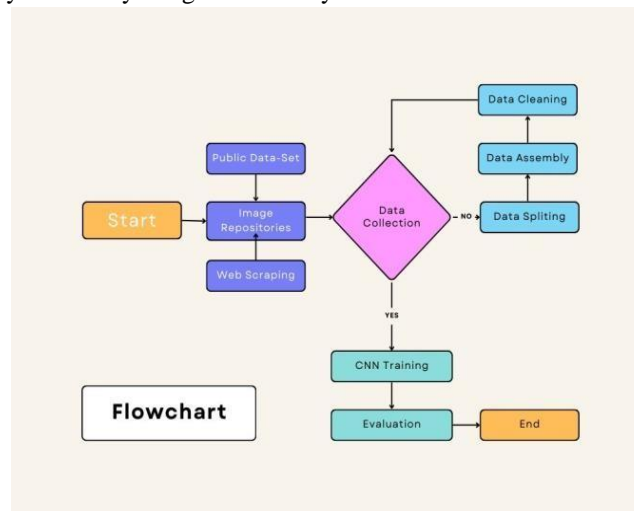 Data Cleaning
Public Data-Set
Data Assembly
Start
Image
Repositories
Data
Collection
NO
Data Spliting
Web Scraping
YES
CNN Training
Flowchart
Evaluation
End